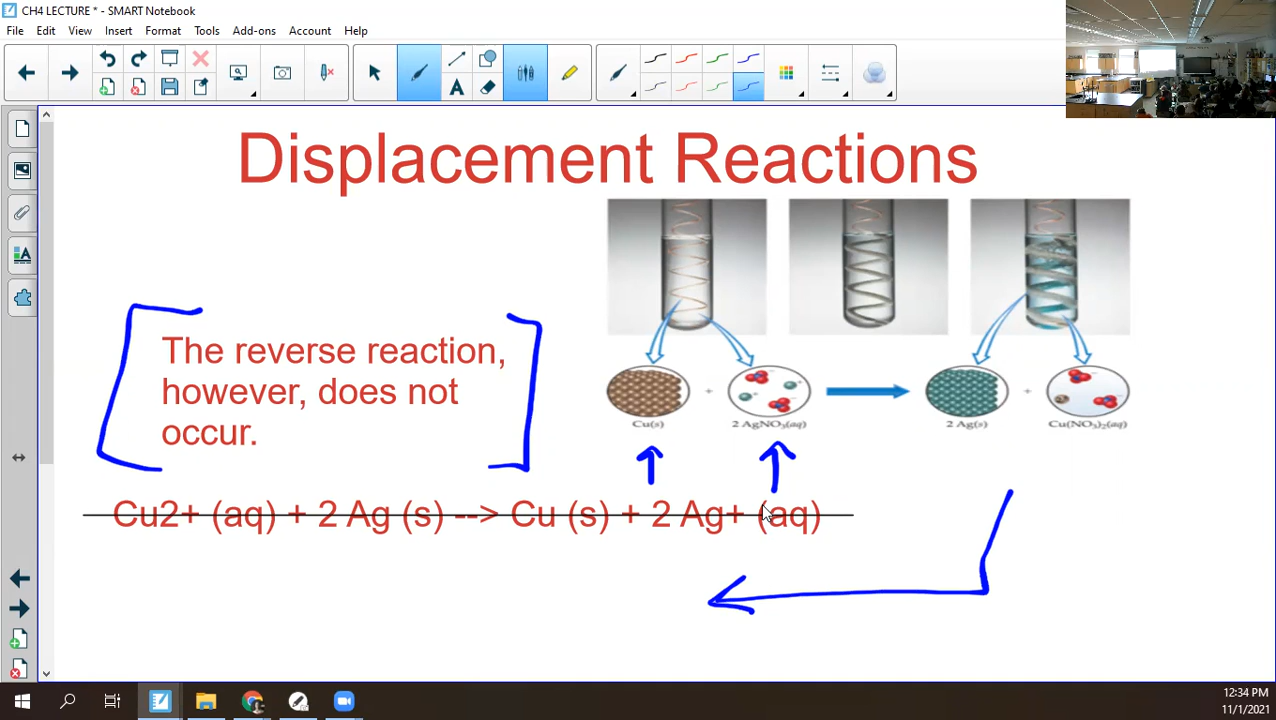 CH4 LECTURE * - SMART Notebook
File Edit View Insert Format Tools Add-ons Account Help
Displacement Reactions
The reverse reaction,
however, does not
occur.
+ +
Cu(s) 2 AgNO3(aq) 2 Ag(s) Cu(NO3)2(aq)
Cu2+ (aq) + 2 Ag (s) --> Cu (s) + 2 Ag+ (aq)
12:34 PM
11/1/2021